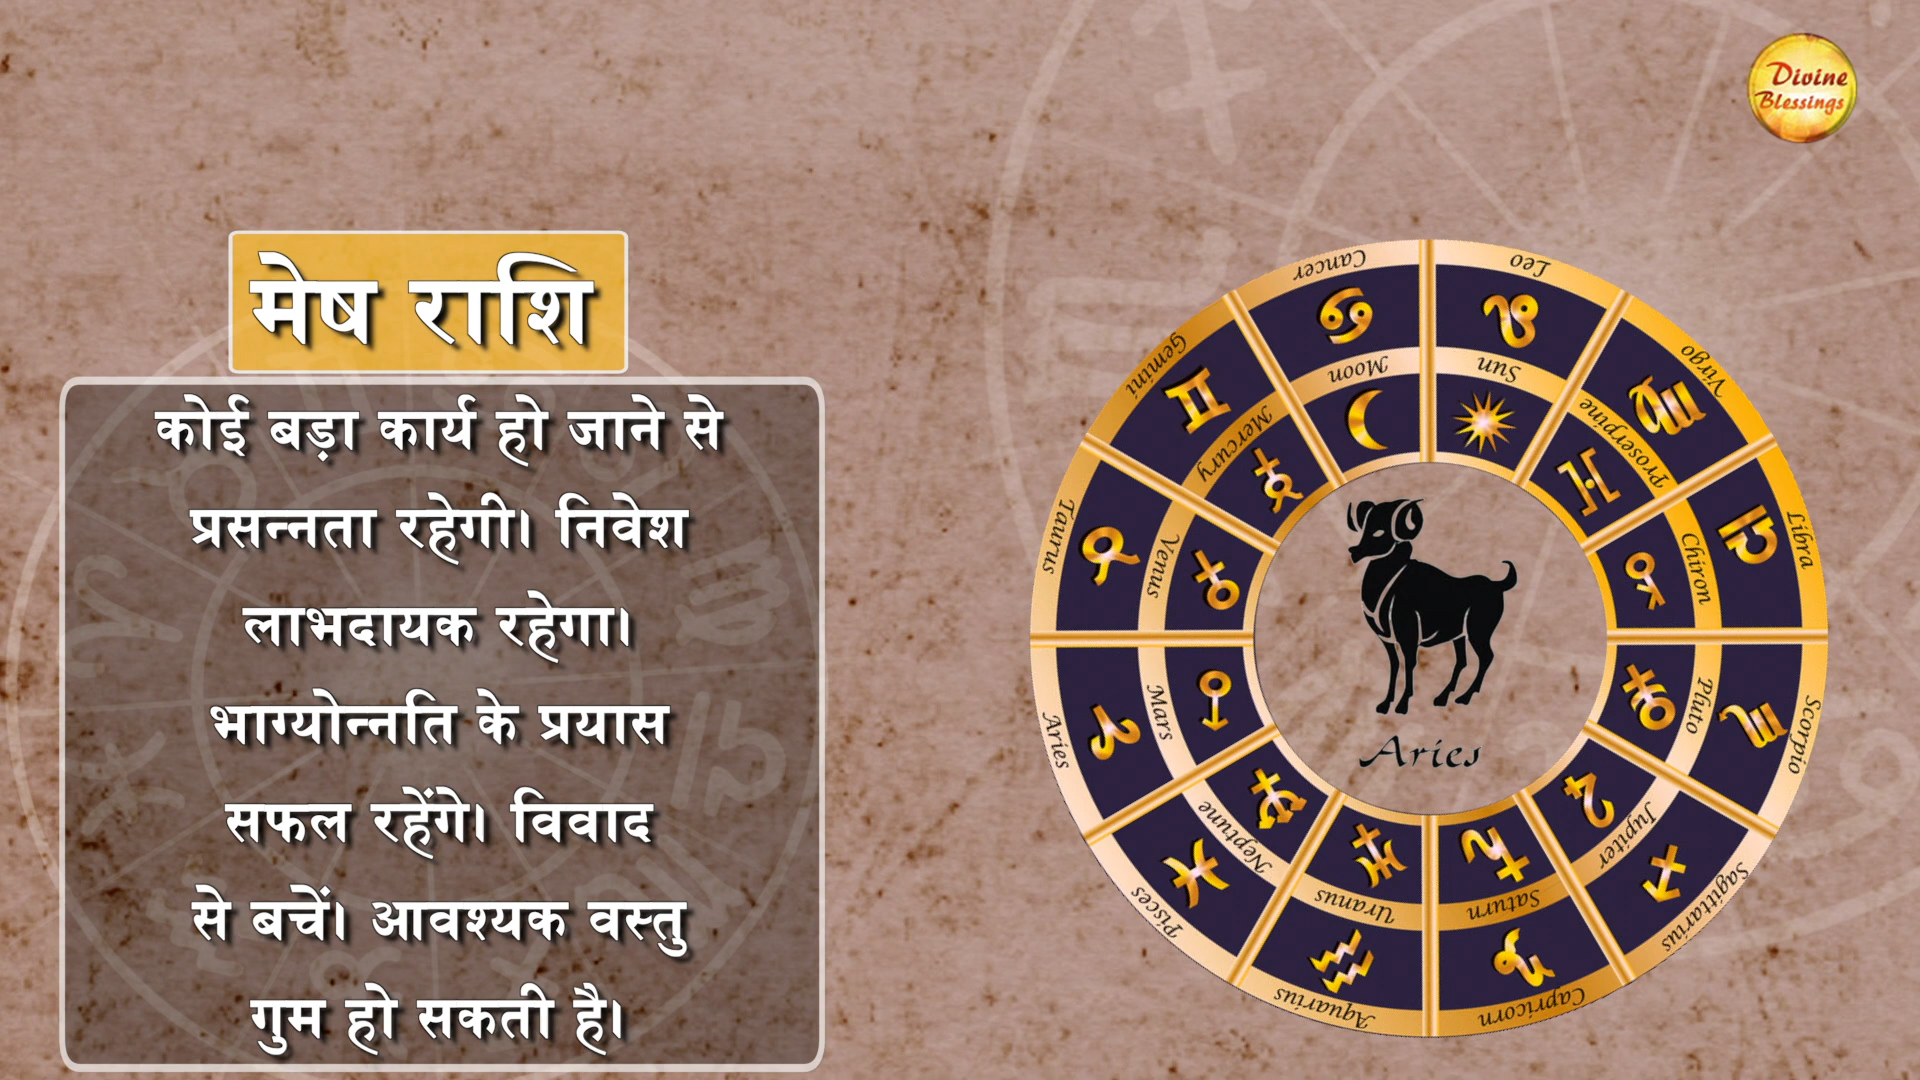 Divine
Blessings
मेष राशि
कोई बड़ा कार्य हो जाने से
प्रसन्नता रहेगी। निवेश
लाभदायक रहेगा।
भाग्योन्नति के प्रयास
सफल रहेंगे। विवाद
से बचें। आवश्यक वस्तु
गुम हो सकती है।
Cancer
Leo
Virgo
Libra
Scorpio
Sagittarius
Capricorn
Aquarius
Pisces
Aries
Taurus
Gemini
Moon
Sun
Proserpine
Chiron
Pluto
Jupiter
Saturn
Uranus
Neptune
Mars
Venus
Mercury
Aries